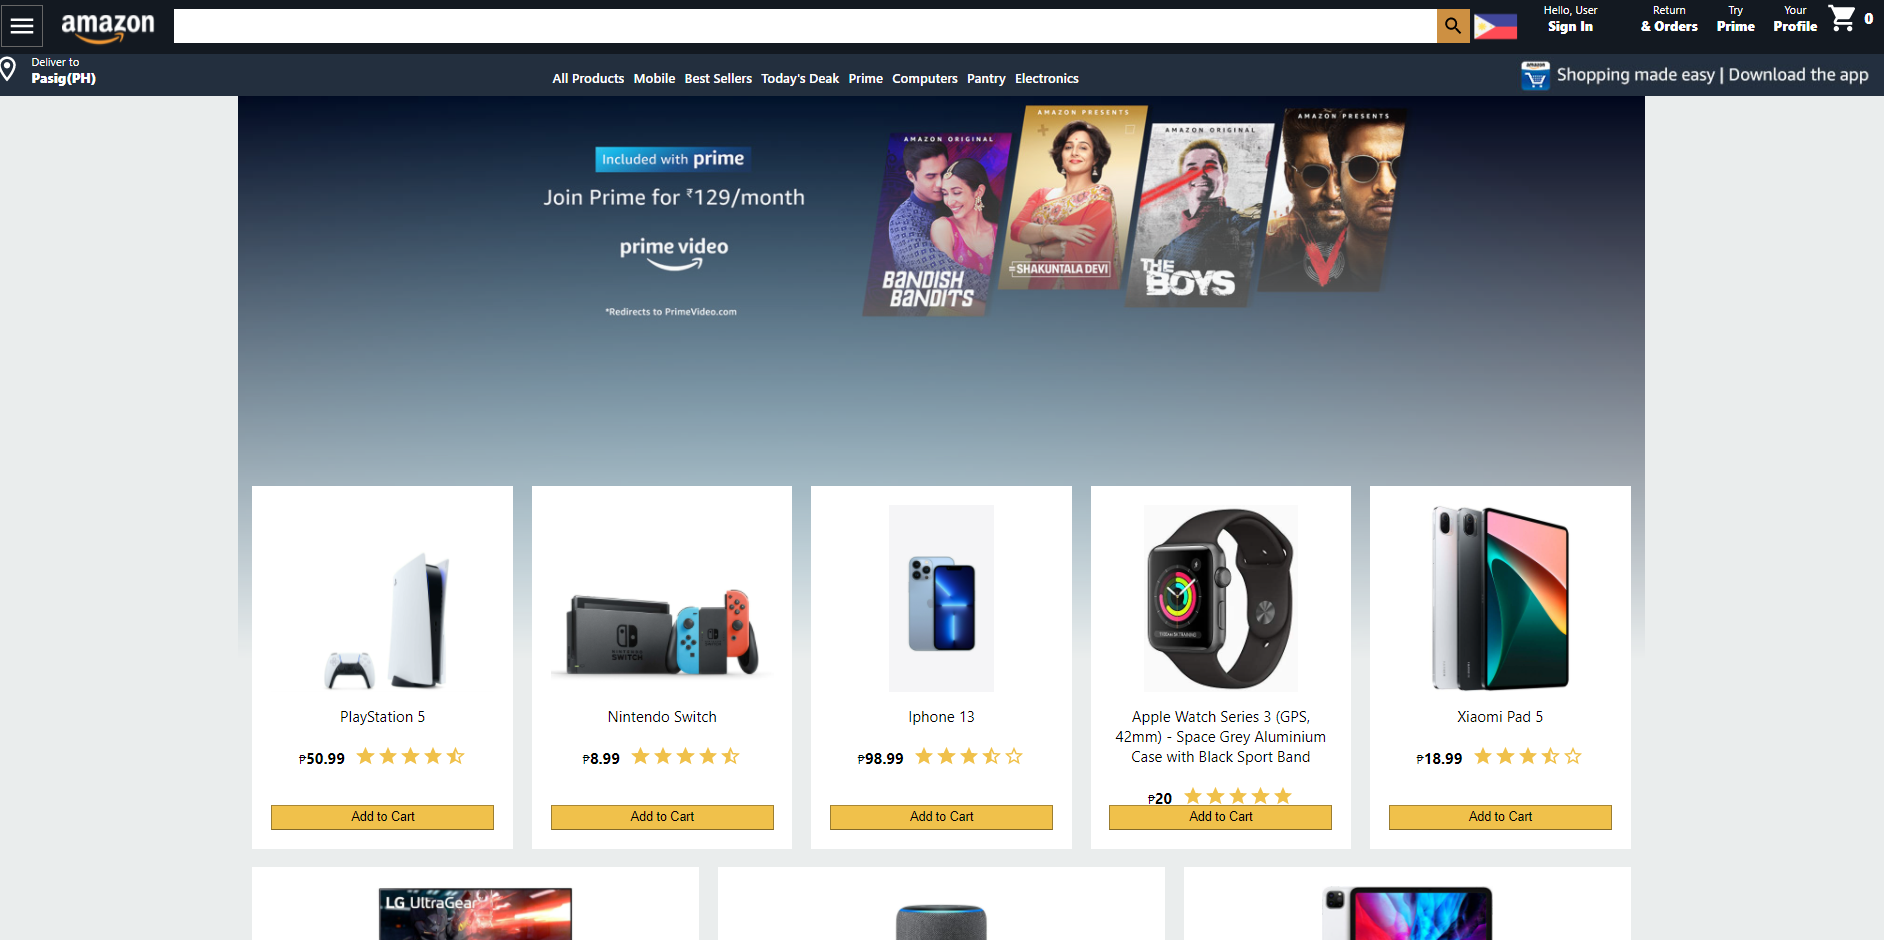 amazon
Hello, User
Sign In
Return
& Orders
Try
Prime
Your
Profile
0
Deliver to
Pasig(PH)
All Products Mobile Best Sellers Today's Deak Prime Computers Pantry Electronics
Shopping made easy | Download the app
Included with prime
Join Prime for ₹129/month
prime video
*Redirects to PrimeVideo.com
AMAZON ORIGINAL
BANDISH
BANDITS
AMAZON PRESENTS
SHAKUNTALA DEVI
AMAZON ORIGINAL
THE
BOYS
AMAZON PRESENTS
V
NINTENDO
SWITCH
PlayStation 5
₱50.99
Add to Cart
Nintendo Switch
₱8.99
Add to Cart
Iphone 13
₱98.99
Add to Cart
Apple Watch Series 3 (GPS,
42mm) - Space Grey Aluminium
Case with Black Sport Band
₱20
Add to Cart
Xiaomi Pad 5
₱18.99
Add to Cart
LG UltraGear